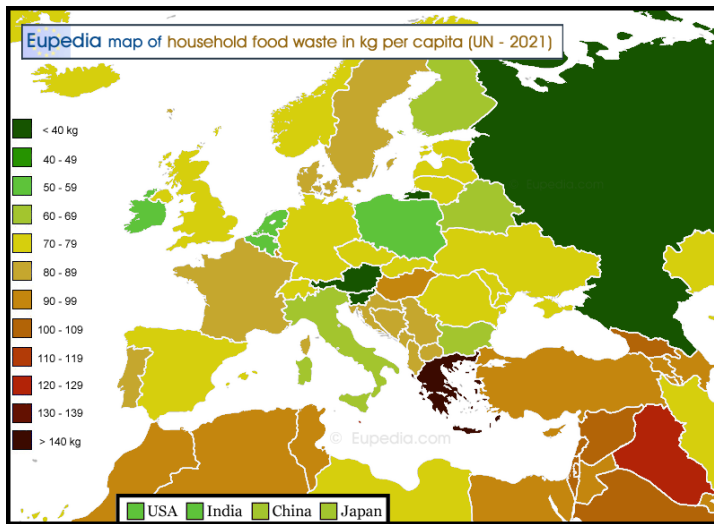 Eupedia map of household food waste in kg per capita (UN - 2021)
< 40 kg
40 - 49
50 - 59
60 - 69
70 - 79
80 - 89
90 - 99
100 - 109
110 - 119
120 - 129
130 - 139
> 140 kg
© Eupedia.com
© Eupedia.com
USA India China Japan